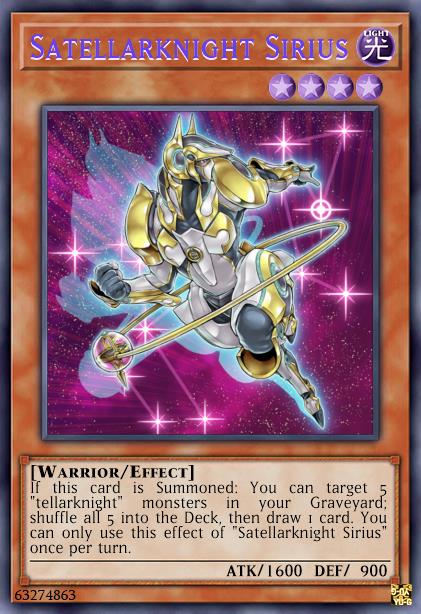 SATELLARKNIGHT SIRIUS
LIGHT
光
[WARRIOR/EFFECT]
If this card is Summoned: You can target 5
"tellarknight" monsters in your Graveyard;
shuffle all 5 into the Deck, then draw 1 card. You
can only use this effect of "Satellarknight Sirius"
once per turn.
ATK/1600 DEF/ 900
63274863